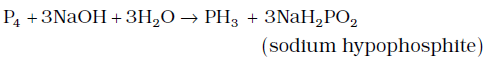 P₄ + 3NaOH + 3H₂O → PH₃ + 3NaH₂PO₂
(sodium hypophosphite)